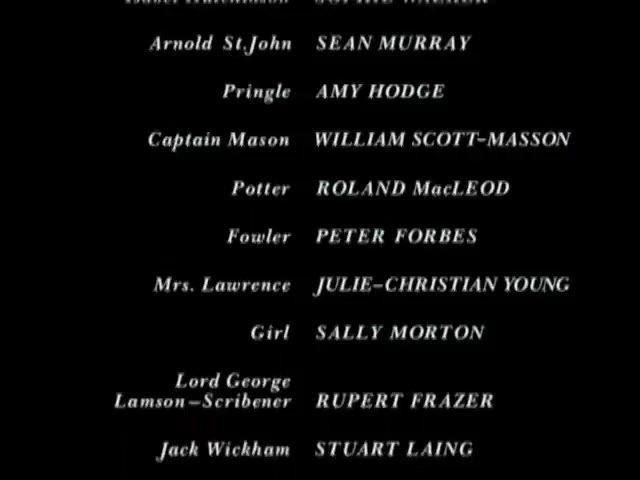 Arnold St.John SEAN MURRAY
Pringle AMY HODGE
Captain Mason WILLIAM SCOTT-MASSON
Potter ROLAND MacLEOD
Fowler PETER FORBES
Mrs. Lawrence JULIE-CHRISTIAN YOUNG
Girl SALLY MORTON
Lord George
Lamson-Scribener RUPERT FRAZER
Jack Wickham STUART LAING